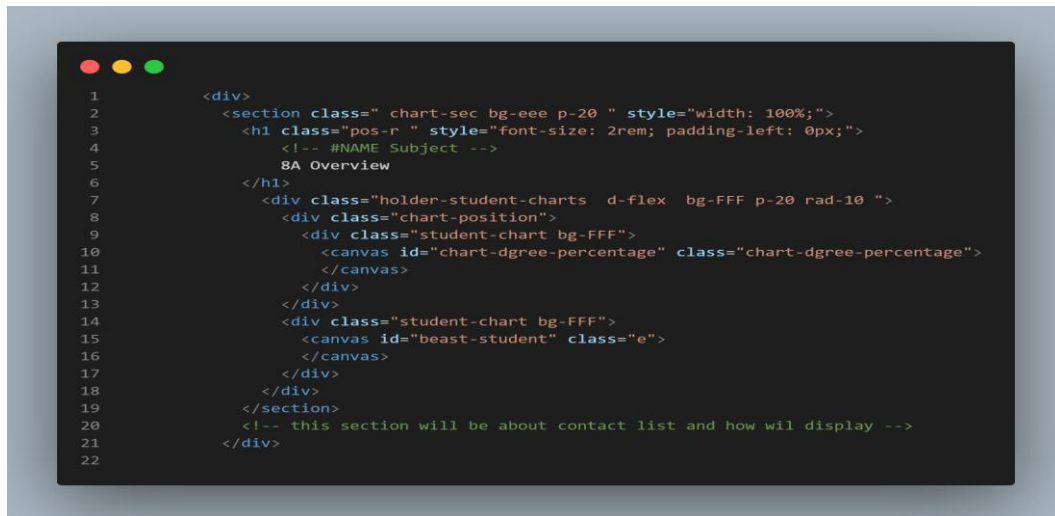 1 <div>
2 <section class=" chart-sec bg-eee p-20 " style="width: 100%;">
3 <h1 class="pos-r " style="font-size: 2rem; padding-left: 0px;">
4 <!-- #NAME Subject -->
5 8A Overview
6 </h1>
7 <div class="holder-student-charts  d-flex  bg-FFF p-20 rad-10 ">
8 <div class="chart-position">
9 <div class="student-chart bg-FFF">
10 <canvas id="chart-dgree-percentage" class="chart-dgree-percentage">
11 </canvas>
12 </div>
13 </div>
14 <div class="student-chart bg-FFF">
15 <canvas id="beast-student" class="e">
16 </canvas>
17 </div>
18 </div>
19 </section>
20 <!-- this section will be about contact list and how wil display -->
21 </div>
22